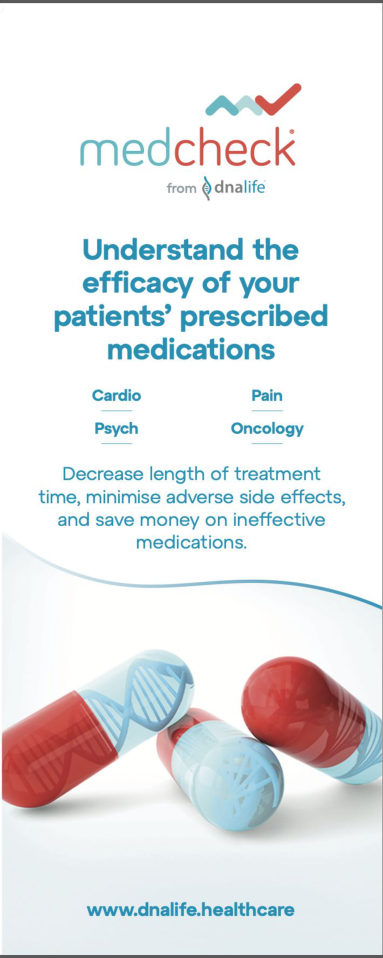 medcheck®
from dnalife
Understand the
efficacy of your
patients’ prescribed
medications
Cardio
Pain
Psych
Oncology
Decrease length of treatment
time, minimise adverse side effects,
and save money on ineffective
medications.
www.dnalife.healthcare